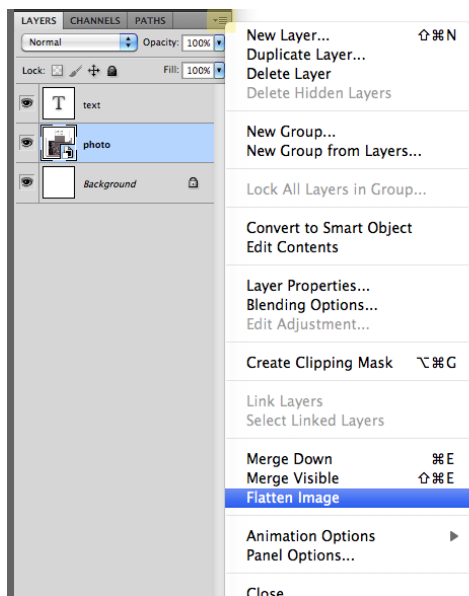 LAYERS CHANNELS PATHS
Normal Opacity: 100%
Lock: Fill: 100%
T text
photo
Background
New Layer... ⇧⌘N
Duplicate Layer...
Delete Layer
Delete Hidden Layers
New Group...
New Group from Layers...
Lock All Layers in Group...
Convert to Smart Object
Edit Contents
Layer Properties...
Blending Options...
Edit Adjustment...
Create Clipping Mask ⌥⌘G
Link Layers
Select Linked Layers
Merge Down ⌘E
Merge Visible ⇧⌘E
Flatten Image
Animation Options ▶
Panel Options...
Close